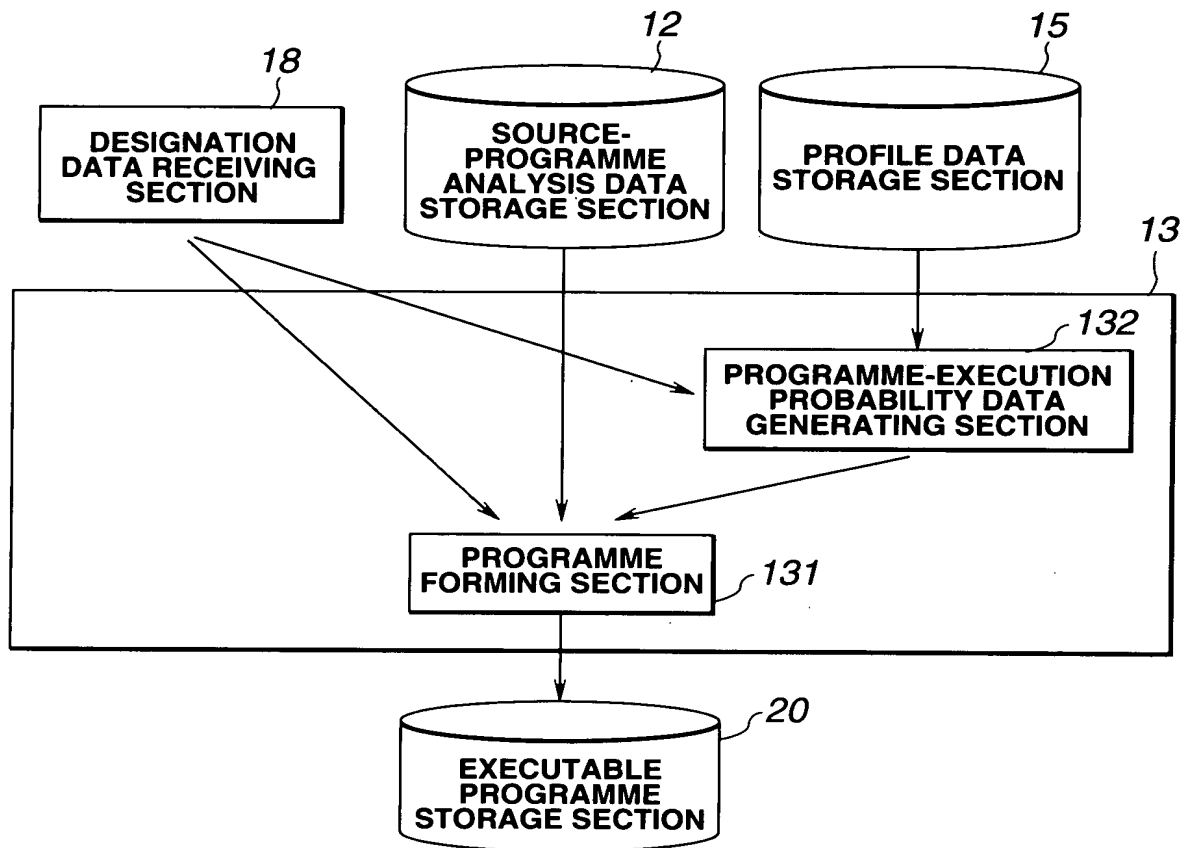 12
15
18
DESIGNATION
DATA RECEIVING
SECTION
SOURCE-
PROGRAMME
ANALYSIS DATA
STORAGE SECTION
PROFILE DATA
STORAGE SECTION
13
132
PROGRAMME-EXECUTION
PROBABILITY DATA
GENERATING SECTION
PROGRAMME
FORMING SECTION
131
20
EXECUTABLE
PROGRAMME
STORAGE SECTION